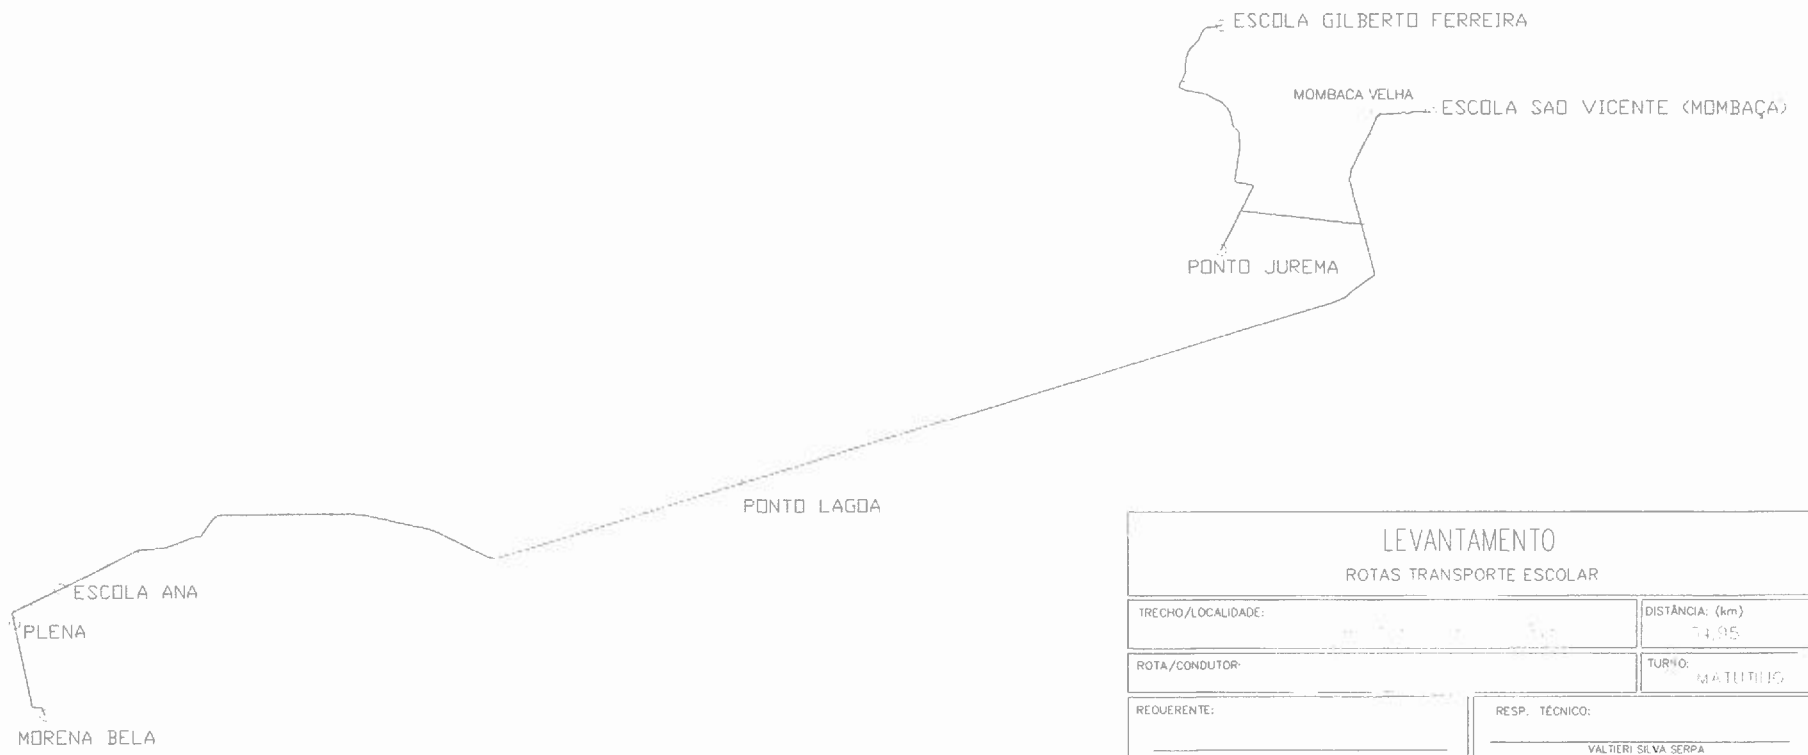 ESCOLA GILBERTO FERREIRA
MOMBACA VELHA
ESCOLA SAO VICENTE (MOMBAÇA)
PONTO JUREMA
PONTO LAGOA
ESCOLA ANA
PLENA
MORENA BELA
LEVANTAMENTO
ROTAS TRANSPORTE ESCOLAR
TRECHO/LOCALIDADE:
DISTÂNCIA: (km)
ROTA/CONDUTOR:
TURNO:
MATUTINO
REQUERENTE:
RESP. TÉCNICO:
VALTIERI SILVA SERPA